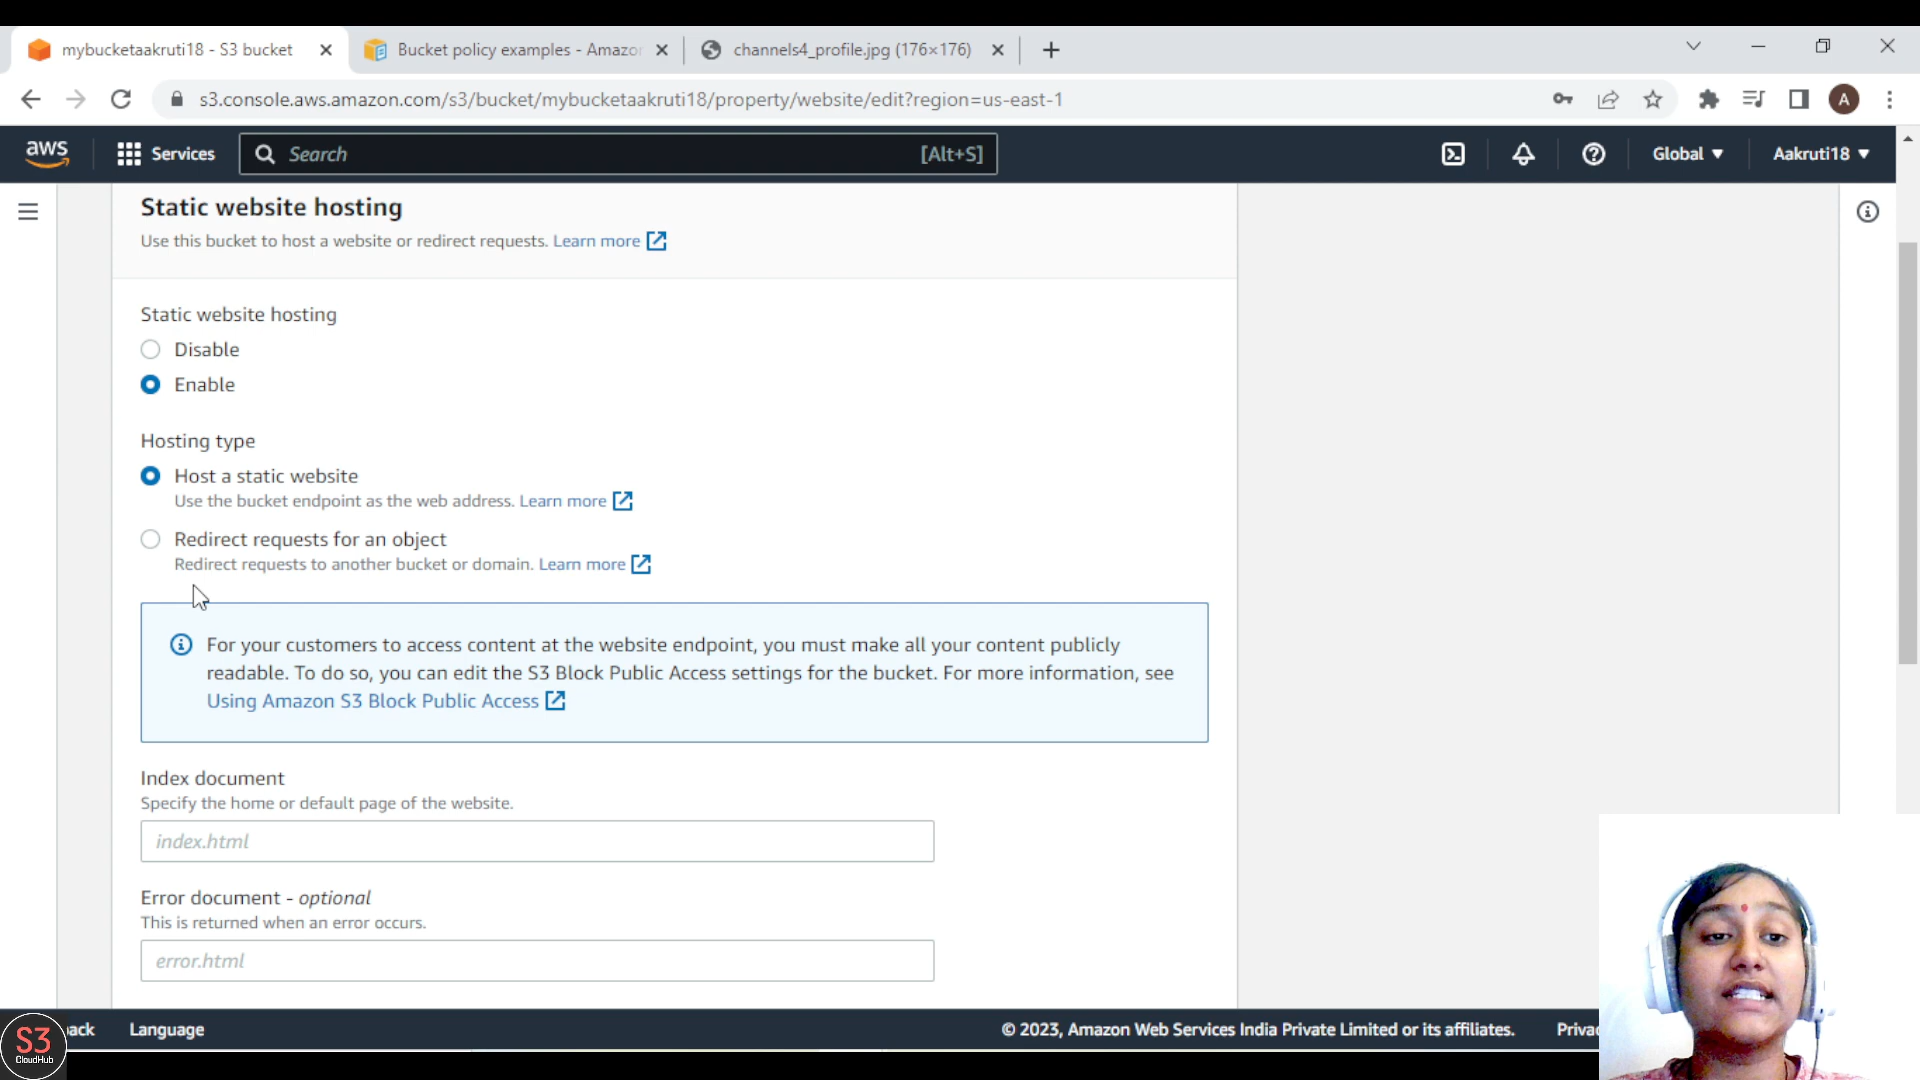 mybucketaakruti18 - S3 bucket
Bucket policy examples - Amazon
channels4_profile.jpg (176×176)
s3.console.aws.amazon.com/s3/bucket/mybucketaakruti18/property/website/edit?region=us-east-1
A
aws
Services
Search
[Alt+S]
Global
Aakruti18
Static website hosting
Use this bucket to host a website or redirect requests. Learn more
Static website hosting
Disable
Enable
Hosting type
Host a static website
Use the bucket endpoint as the web address. Learn more
Redirect requests for an object
Redirect requests to another bucket or domain. Learn more
For your customers to access content at the website endpoint, you must make all your content publicly
readable. To do so, you can edit the S3 Block Public Access settings for the bucket. For more information, see
Using Amazon S3 Block Public Access
Index document
Specify the home or default page of the website.
index.html
Error document - optional
This is returned when an error occurs.
error.html
S3
CloudHub
ack
Language
© 2023, Amazon Web Services India Private Limited or its affiliates.
Priva